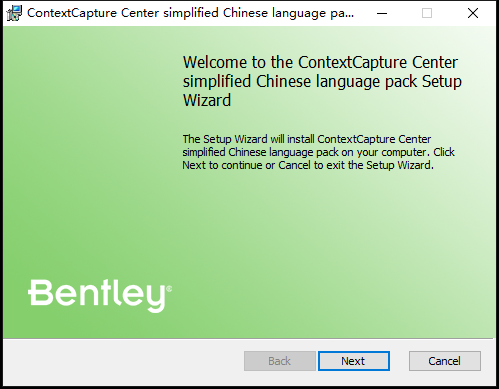 ContextCapture Center simplified Chinese language pa...
Welcome to the ContextCapture Center
simplified Chinese language pack Setup
Wizard
The Setup Wizard will install ContextCapture Center
simplified Chinese language pack on your computer. Click
Next to continue or Cancel to exit the Setup Wizard.
Bentley®
Back Next Cancel